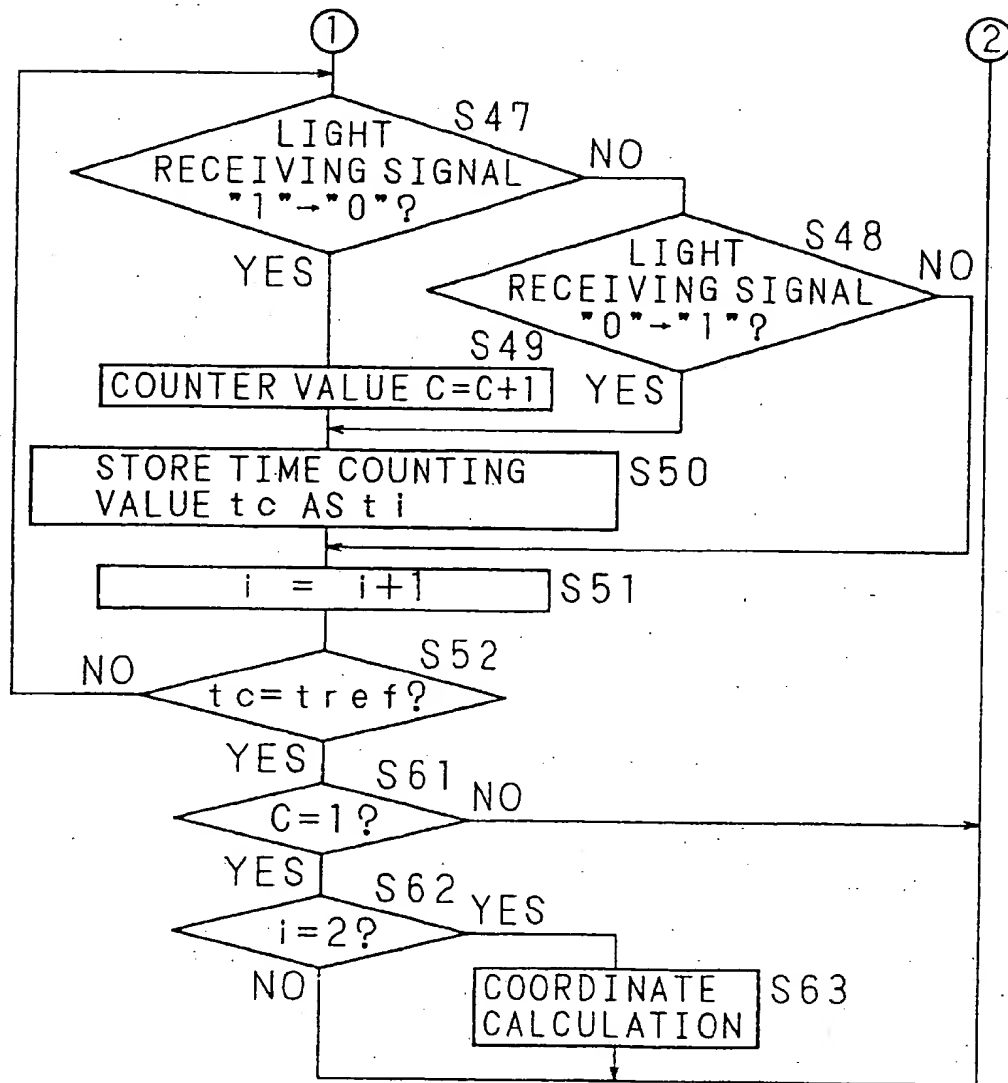 1
2
S47
LIGHT
RECEIVING SIGNAL
"1"→"0"?
NO
YES
S48
LIGHT
RECEIVING SIGNAL
"0"→"1"?
NO
YES
S49
COUNTER VALUE C=C+1
STORE TIME COUNTING
VALUE tc AS ti
S50
i = i+1
S51
S52
tc=tref?
NO
YES
S61
C=1?
NO
YES
S62
i=2?
YES
NO
COORDINATE
CALCULATION
S63